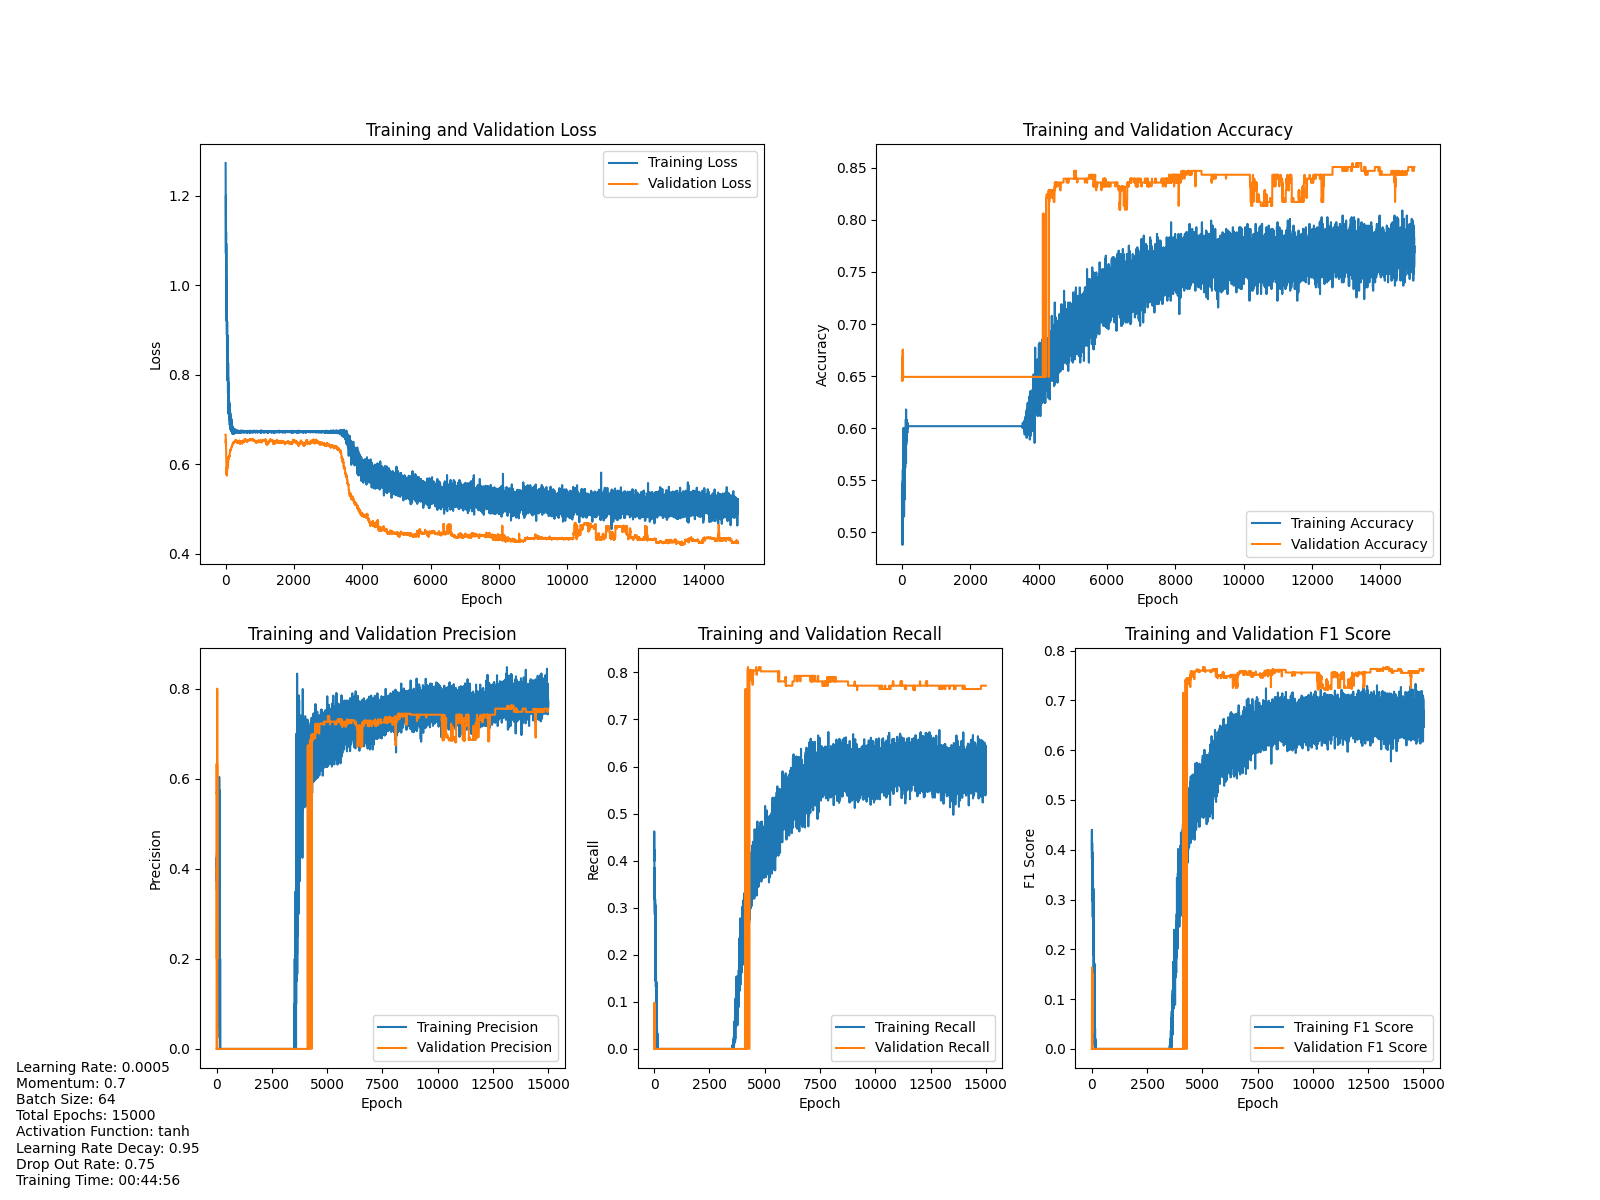 Training and Validation Loss
Training Loss
Validation Loss
1.2
1.0
0.8
0.6
0.4
Loss
0 2000 4000 6000 8000 10000 12000 14000
Epoch
Training and Validation Accuracy
0.85
0.80
0.75
0.70
0.65
0.60
0.55
0.50
Accuracy
Training Accuracy
Validation Accuracy
0 2000 4000 6000 8000 10000 12000 14000
Epoch
Training and Validation Precision
0.8
0.6
0.4
0.2
0.0
Precision
Training Precision
Validation Precision
0 2500 5000 7500 10000 12500 15000
Epoch
Training and Validation Recall
0.8
0.7
0.6
0.5
0.4
0.3
0.2
0.1
0.0
Recall
Training Recall
Validation Recall
0 2500 5000 7500 10000 12500 15000
Epoch
Training and Validation F1 Score
0.8
0.7
0.6
0.5
0.4
0.3
0.2
0.1
0.0
F1 Score
Training F1 Score
Validation F1 Score
0 2500 5000 7500 10000 12500 15000
Epoch
Learning Rate: 0.0005
Momentum: 0.7
Batch Size: 64
Total Epochs: 15000
Activation Function: tanh
Learning Rate Decay: 0.95
Drop Out Rate: 0.75
Training Time: 00:44:56